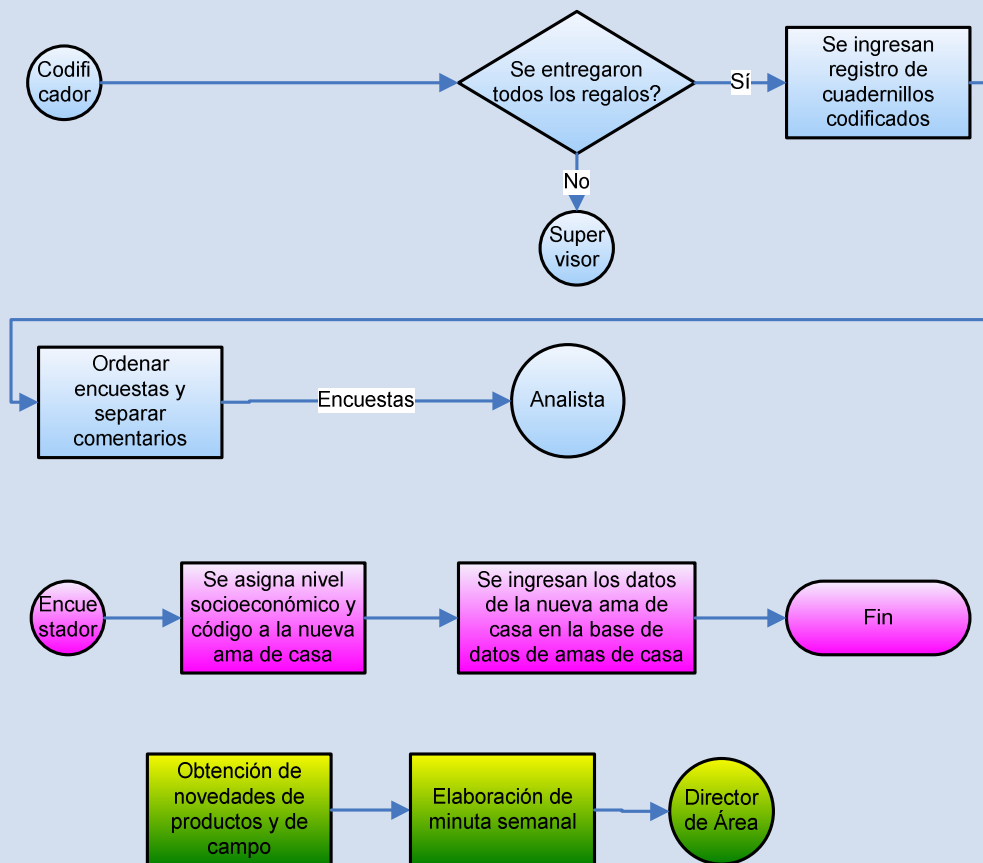 Codifi
cador
Se entregaron
todos los regalos?
Sí
Se ingresan
registro de
cuadernillos
codificados
No
Super
visor
Ordenar
encuestas y
separar
comentarios
Encuestas
Analista
Encue
stador
Se asigna nivel
socioeconómico y
código a la nueva
ama de casa
Se ingresan los datos
de la nueva ama de
casa en la base de
datos de amas de casa
Fin
Obtención de
novedades de
productos y de
campo
Elaboración de
minuta semanal
Director
de Área